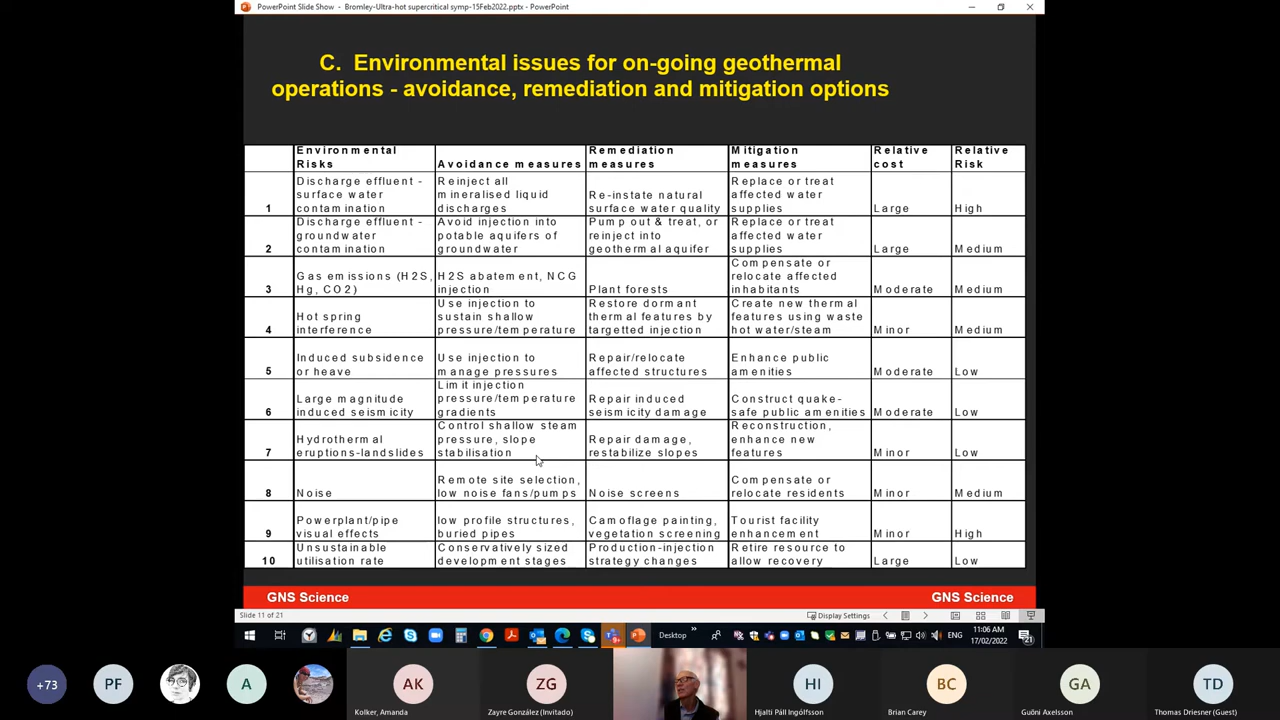 PowerPoint Slide Show - Bromley-Ultra-hot supercritical symp-15Feb2022.pptx - PowerPoint
C. Environmental issues for on-going geothermal
operations - avoidance, remediation and mitigation options
Environmental Risks Avoidance measures Remediation measures Mitigation measures Relative cost Relative Risk
1 Discharge effluent - surface water contamination Reinject all mineralised liquid discharges Re-instate natural surface water quality Replace or treat affected water supplies Large High
2 Discharge effluent - groundwater contamination Avoid injection into potable aquifers of groundwater Pump out & treat, or reinject into geothermal aquifer Replace or treat affected water supplies Large Medium
3 Gas emissions (H2S, Hg, CO2) H2S abatement, NCG injection Plant forests Compensate or relocate affected inhabitants Moderate Medium
4 Hot spring interference Use injection to sustain shallow pressure/temperature Restore dormant thermal features by targetted injection Create new thermal features using waste hot water/steam Minor Medium
5 Induced subsidence or heave Use injection to manage pressures Repair/relocate affected structures Enhance public amenities Moderate Low
6 Large magnitude induced seismicity Limit injection pressure/temperature gradients Repair induced seismicity damage Construct quake-safe public amenities Moderate Low
7 Hydrothermal eruptions-landslides Control shallow steam pressure, slope stabilisation Repair damage, restabilize slopes Reconstruction, enhance new features Minor Low
8 Noise Remote site selection, low noise fans/pumps Noise screens Compensate or relocate residents Minor Medium
9 Powerplant/pipe visual effects low profile structures, buried pipes Camoflage painting, vegetation screening Tourist facility enhancement Minor High
10 Unsustainable utilisation rate Conservatively sized development stages Production-injection strategy changes Retire resource to allow recovery Large Low
GNS Science GNS Science
Slide 11 of 21 Display Settings
Desktop ENG 11:06 AM
17/02/2022 21
+73 PF A AK ZG HI BC GA TD
Kolker, Amanda Zayre González (Invitado) Hjalti Páll Ingólfsson Brian Carey Guðni Axelsson Thomas Driesner (Guest)